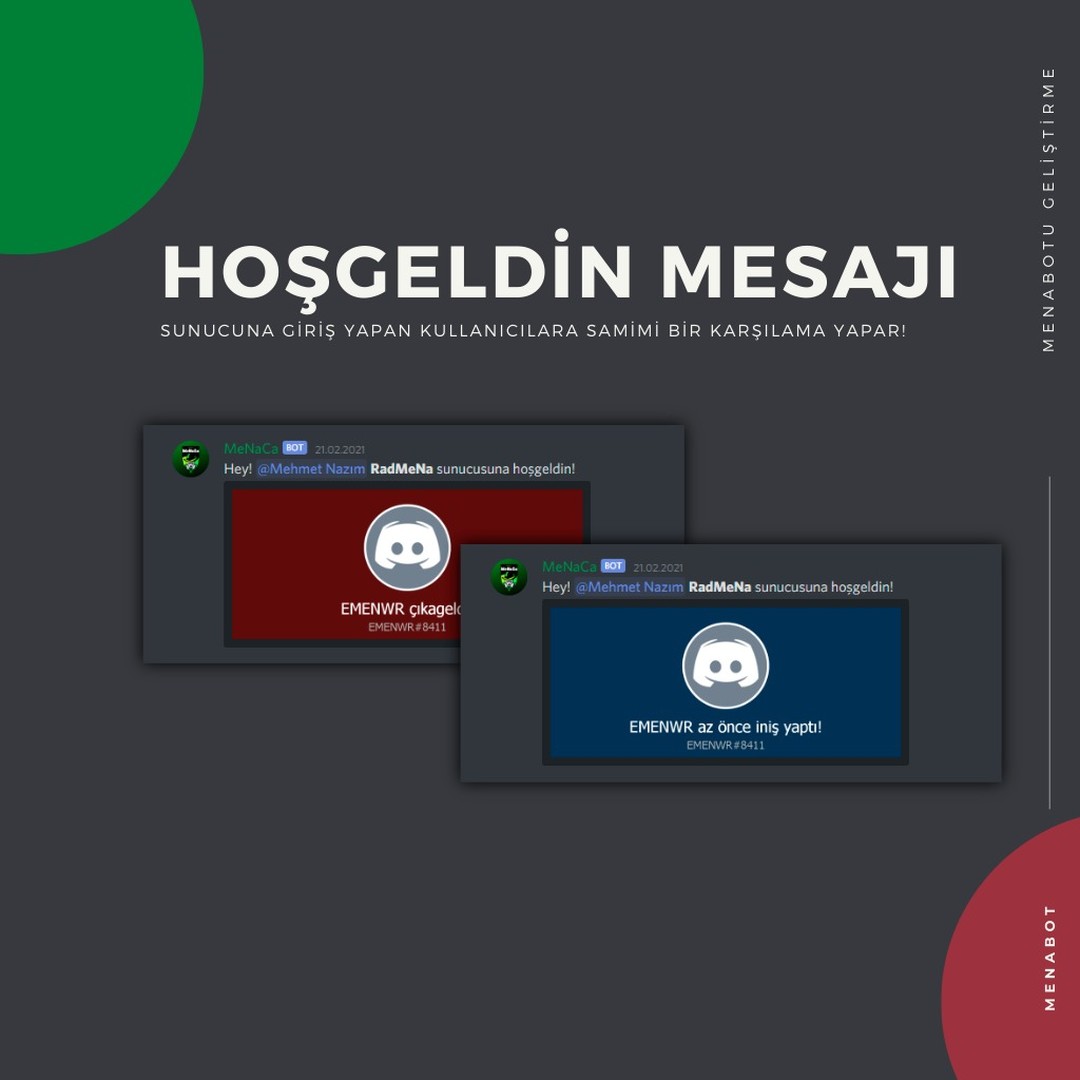 HOŞGELDİN MESAJI
SUNUCUNA GİRİŞ YAPAN KULLANICILARA SAMİMİ BİR KARŞILAMA YAPAR!
MENABOTU GELİŞTİRME
MeNaCa BOT 21.02.2021
Hey! @Mehmet Nazım RadMeNa sunucusuna hoşgeldin!
EMENWR
EMENWR#8411
MeNaCa BOT 21.02.2021
Hey! @Mehmet Nazım RadMeNa sunucusuna hoşgeldin!
EMENWR az önce iniş yaptı!
EMENWR#8411
MENABOT